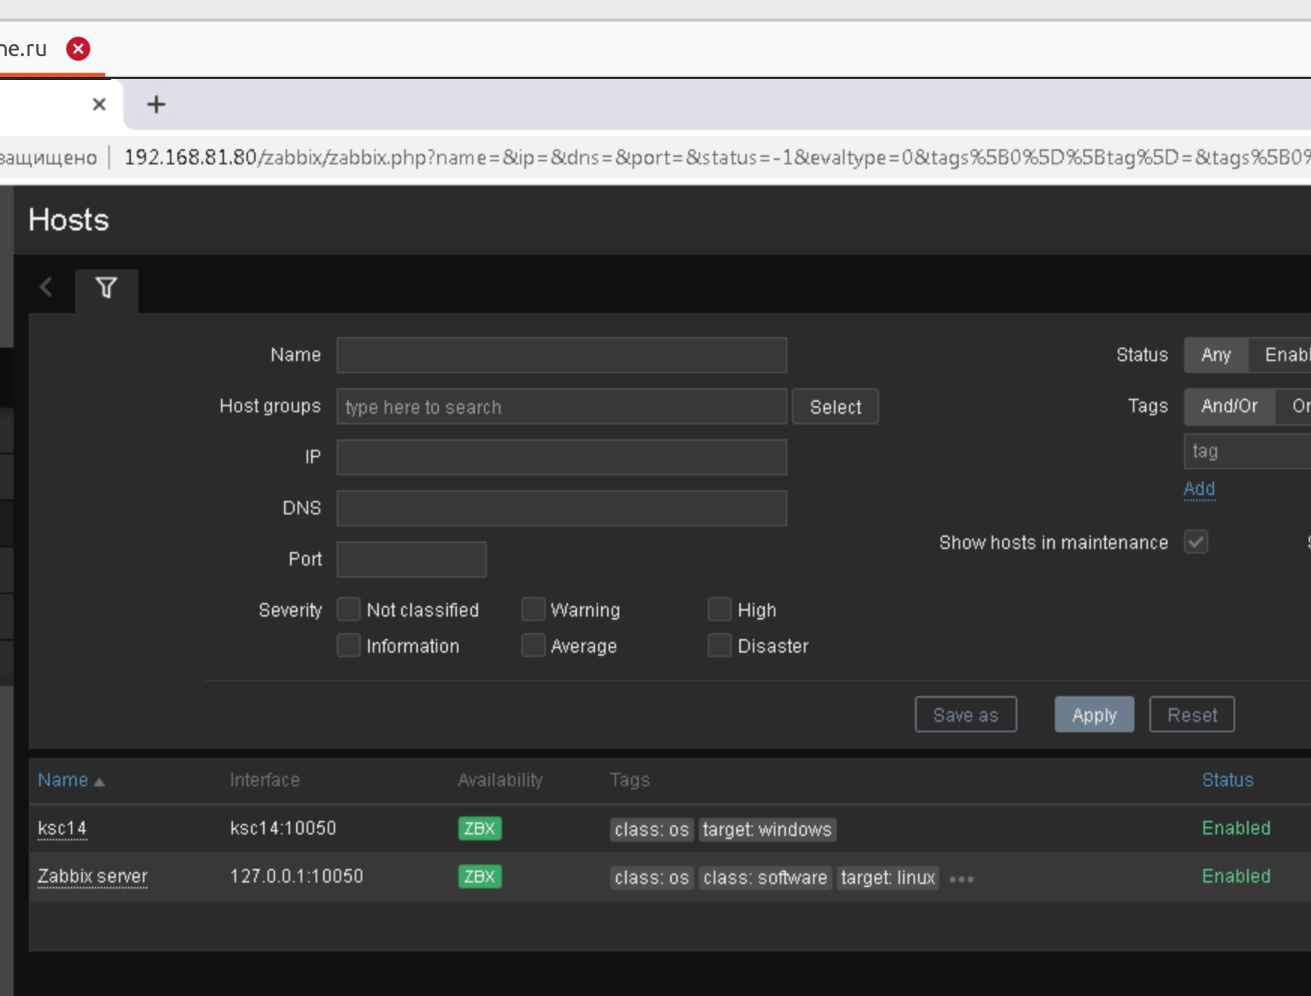 ne.ru
защищено 192.168.81.80/zabbix/zabbix.php?name=&ip=&dns=&port=&status=-1&evaltype=0&tags%5B0%5D%5Btag%5D=&tags%5B0%
Hosts
Name Status Any Enabl
Host groups type here to search Select Tags And/Or Or
IP tag
DNS Add
Show hosts in maintenance
Port
Severity Not classified Warning High
Information Average Disaster
Save as Apply Reset
Name Interface Availability Tags Status
ksc14 ksc14:10050 ZBX class: os target: windows Enabled
Zabbix server 127.0.0.1:10050 ZBX class: os class: software target: linux ••• Enabled